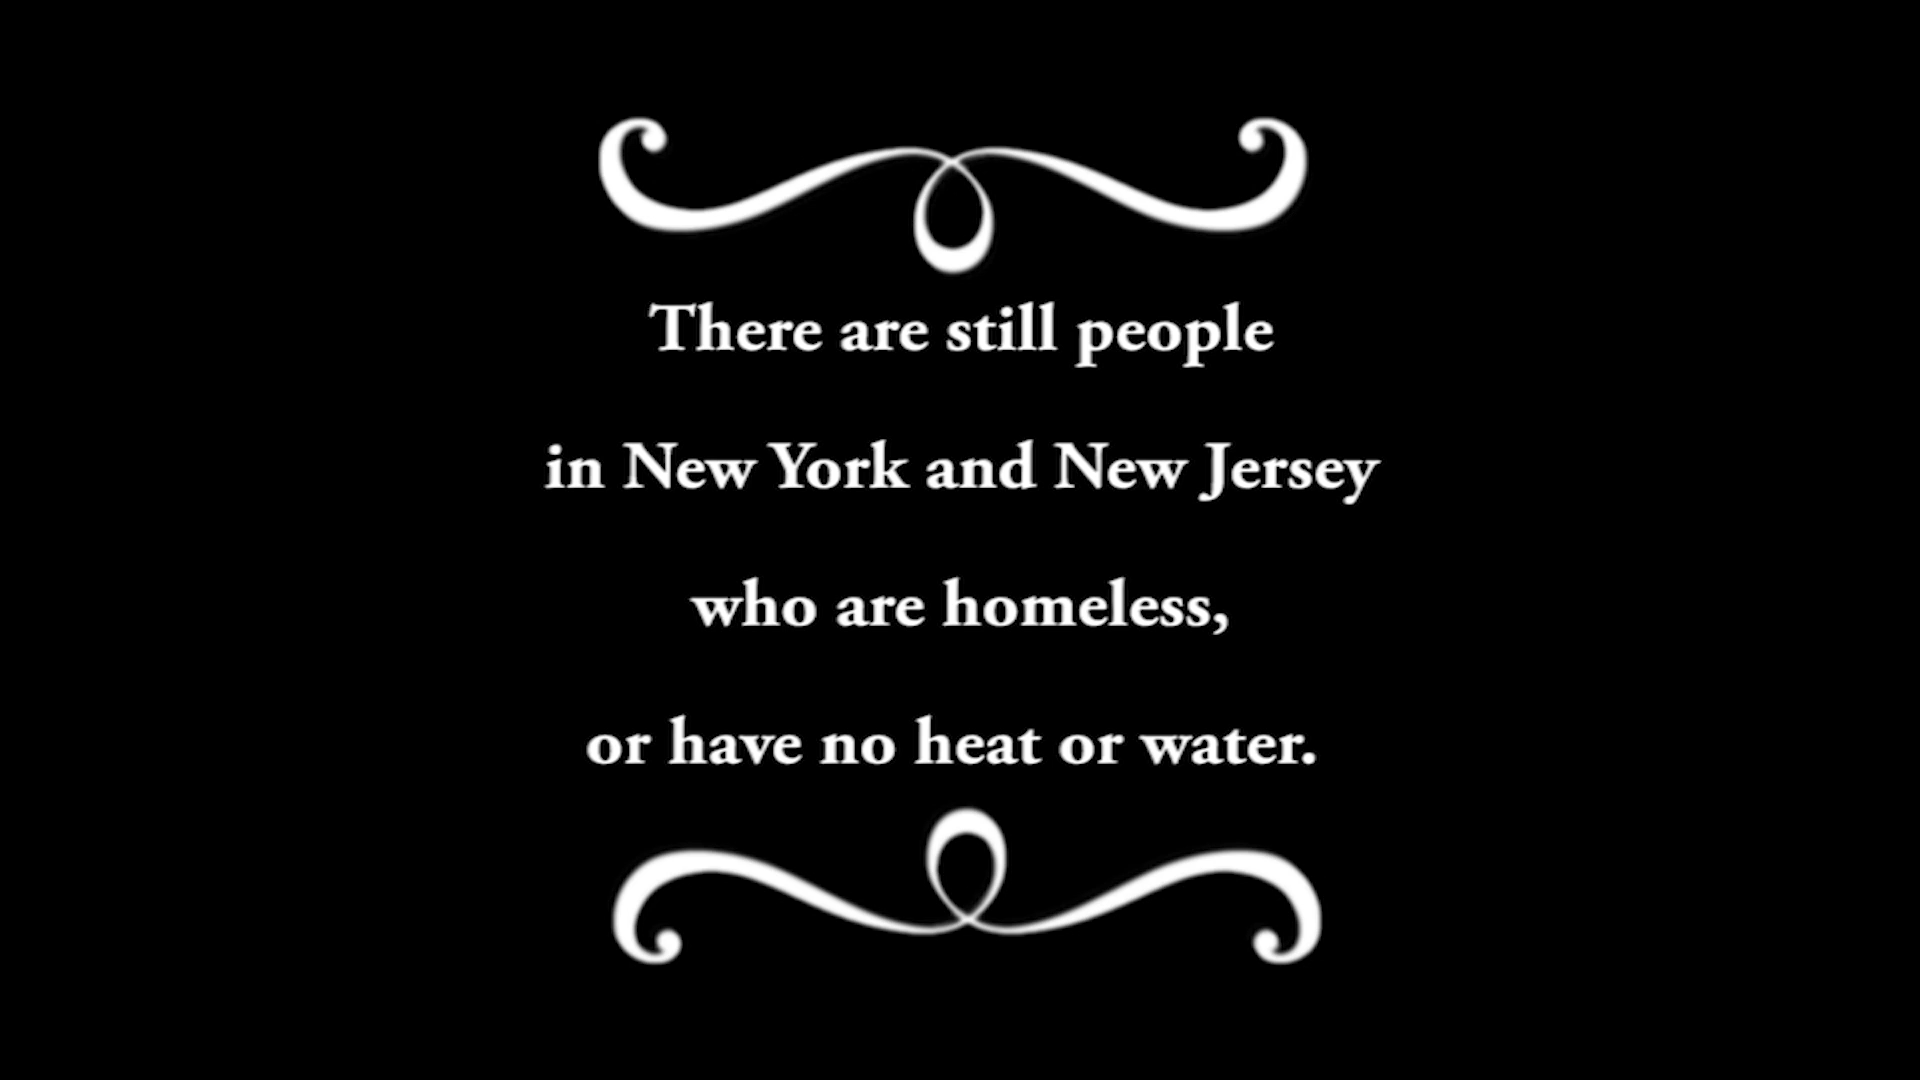 There are still people
in New York and New Jersey
who are homeless,
or have no heat or water.